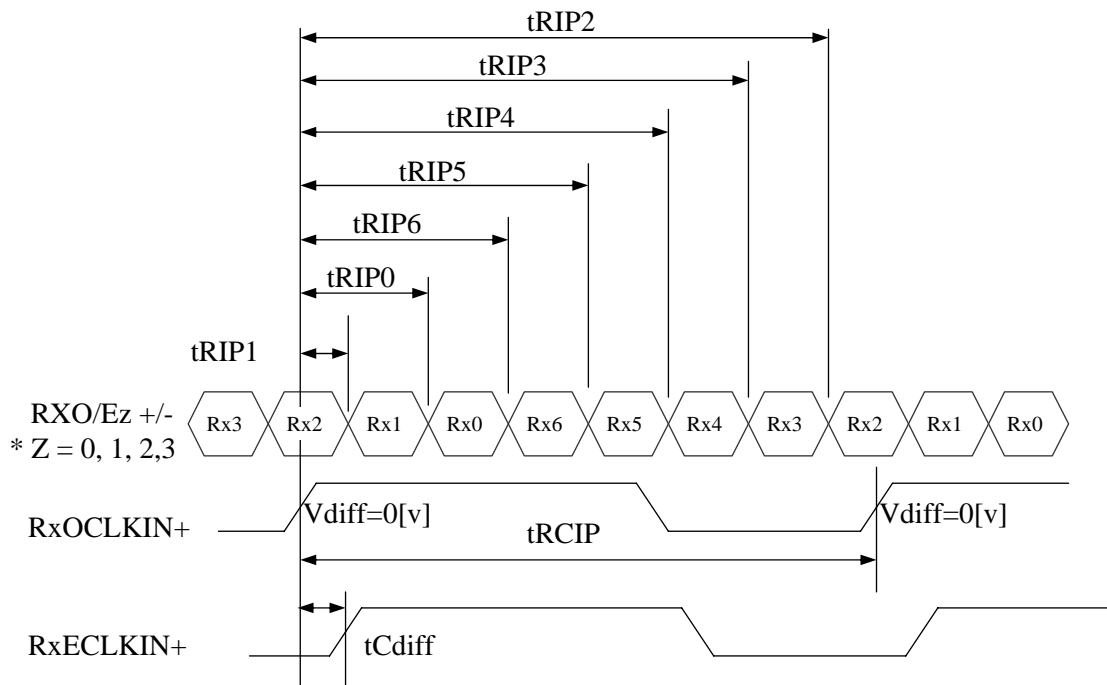 tRIP2
tRIP3
tRIP4
tRIP5
tRIP6
tRIP0
tRIP1
RXO/Ez +/-
* Z = 0, 1, 2,3
Rx3 Rx2 Rx1 Rx0 Rx6 Rx5 Rx4 Rx3 Rx2 Rx1 Rx0
RxOCLKIN+
Vdiff=0[v] Vdiff=0[v]
tRCIP
RxECLKIN+
tCdiff